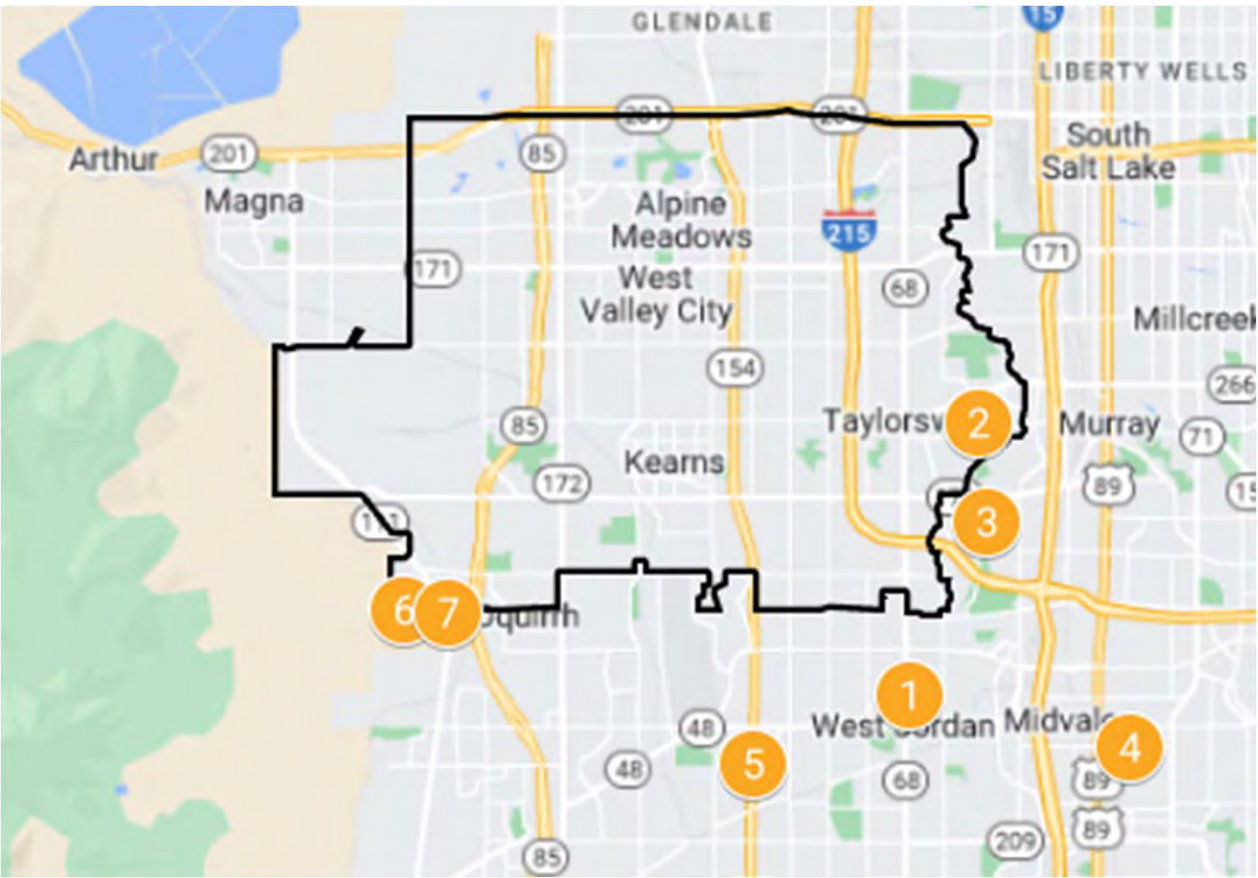 GLENDALE
15
LIBERTY WELLS
201
201
South
Salt Lake
Arthur
201
85
Magna
Alpine
Meadows
215
171
171
West
Valley City
68
Millcreek
154
266
85
Taylorsv
2
Murray
71
Kearns
172
89
15
3
6
7
quirrh
1
West Jordan
Midvale
48
5
4
48
68
89
89
209
85